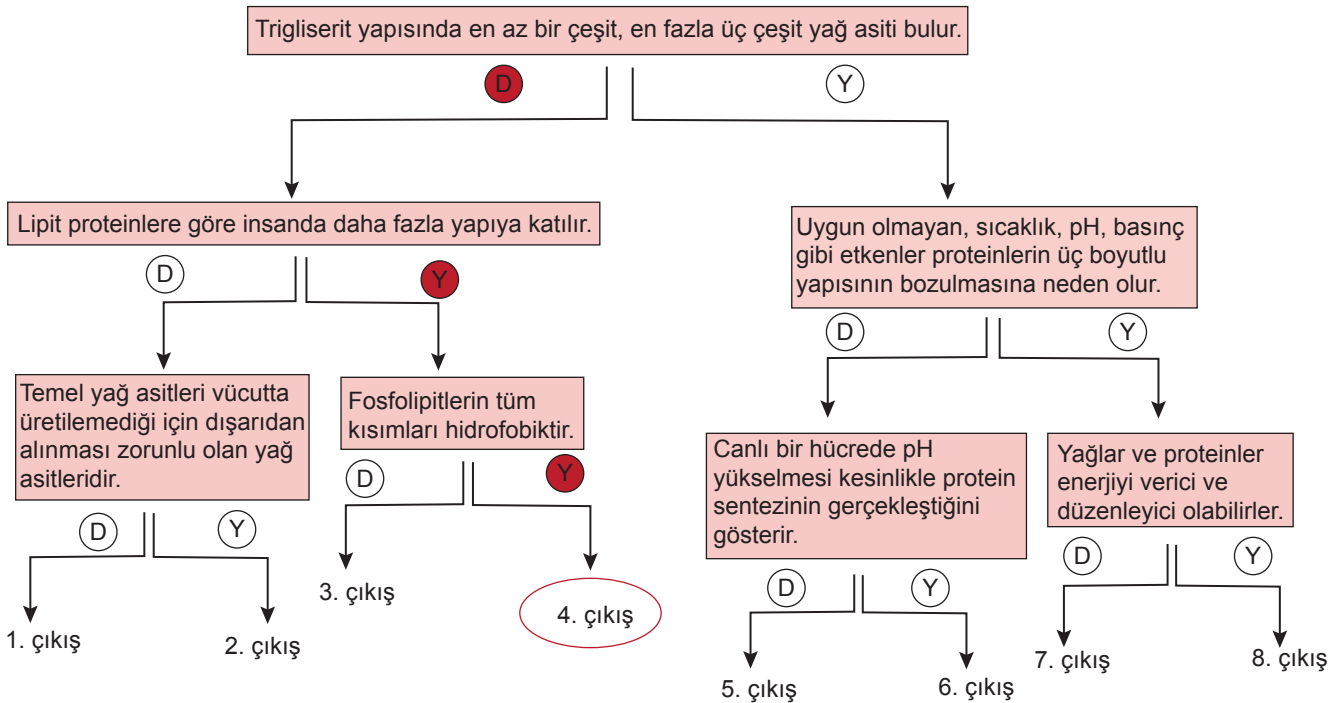 Trigliserit yapısında en az bir çeşit, en fazla üç çeşit yağ asiti bulur.
D
Y
Lipit proteinlere göre insanda daha fazla yapıya katılır.
D
Y
Uygun olmayan, sıcaklık, pH, basınç
gibi etkenler proteinlerin üç boyutlu
yapısının bozulmasına neden olur.
D
Y
Temel yağ asitleri vücutta
üretilemediği için dışarıdan
alınması zorunlu olan yağ
asitleridir.
D
Y
Fosfolipitlerin tüm
kısımları hidrofobiktir.
D
Y
Canlı bir hücrede pH
yükselmesi kesinlikle protein
sentezinin gerçekleştiğini
gösterir.
D
Y
Yağlar ve proteinler
enerjiyi verici ve
düzenleyici olabilirler.
D
Y
1. çıkış
2. çıkış
3. çıkış
4. çıkış
5. çıkış
6. çıkış
7. çıkış
8. çıkış